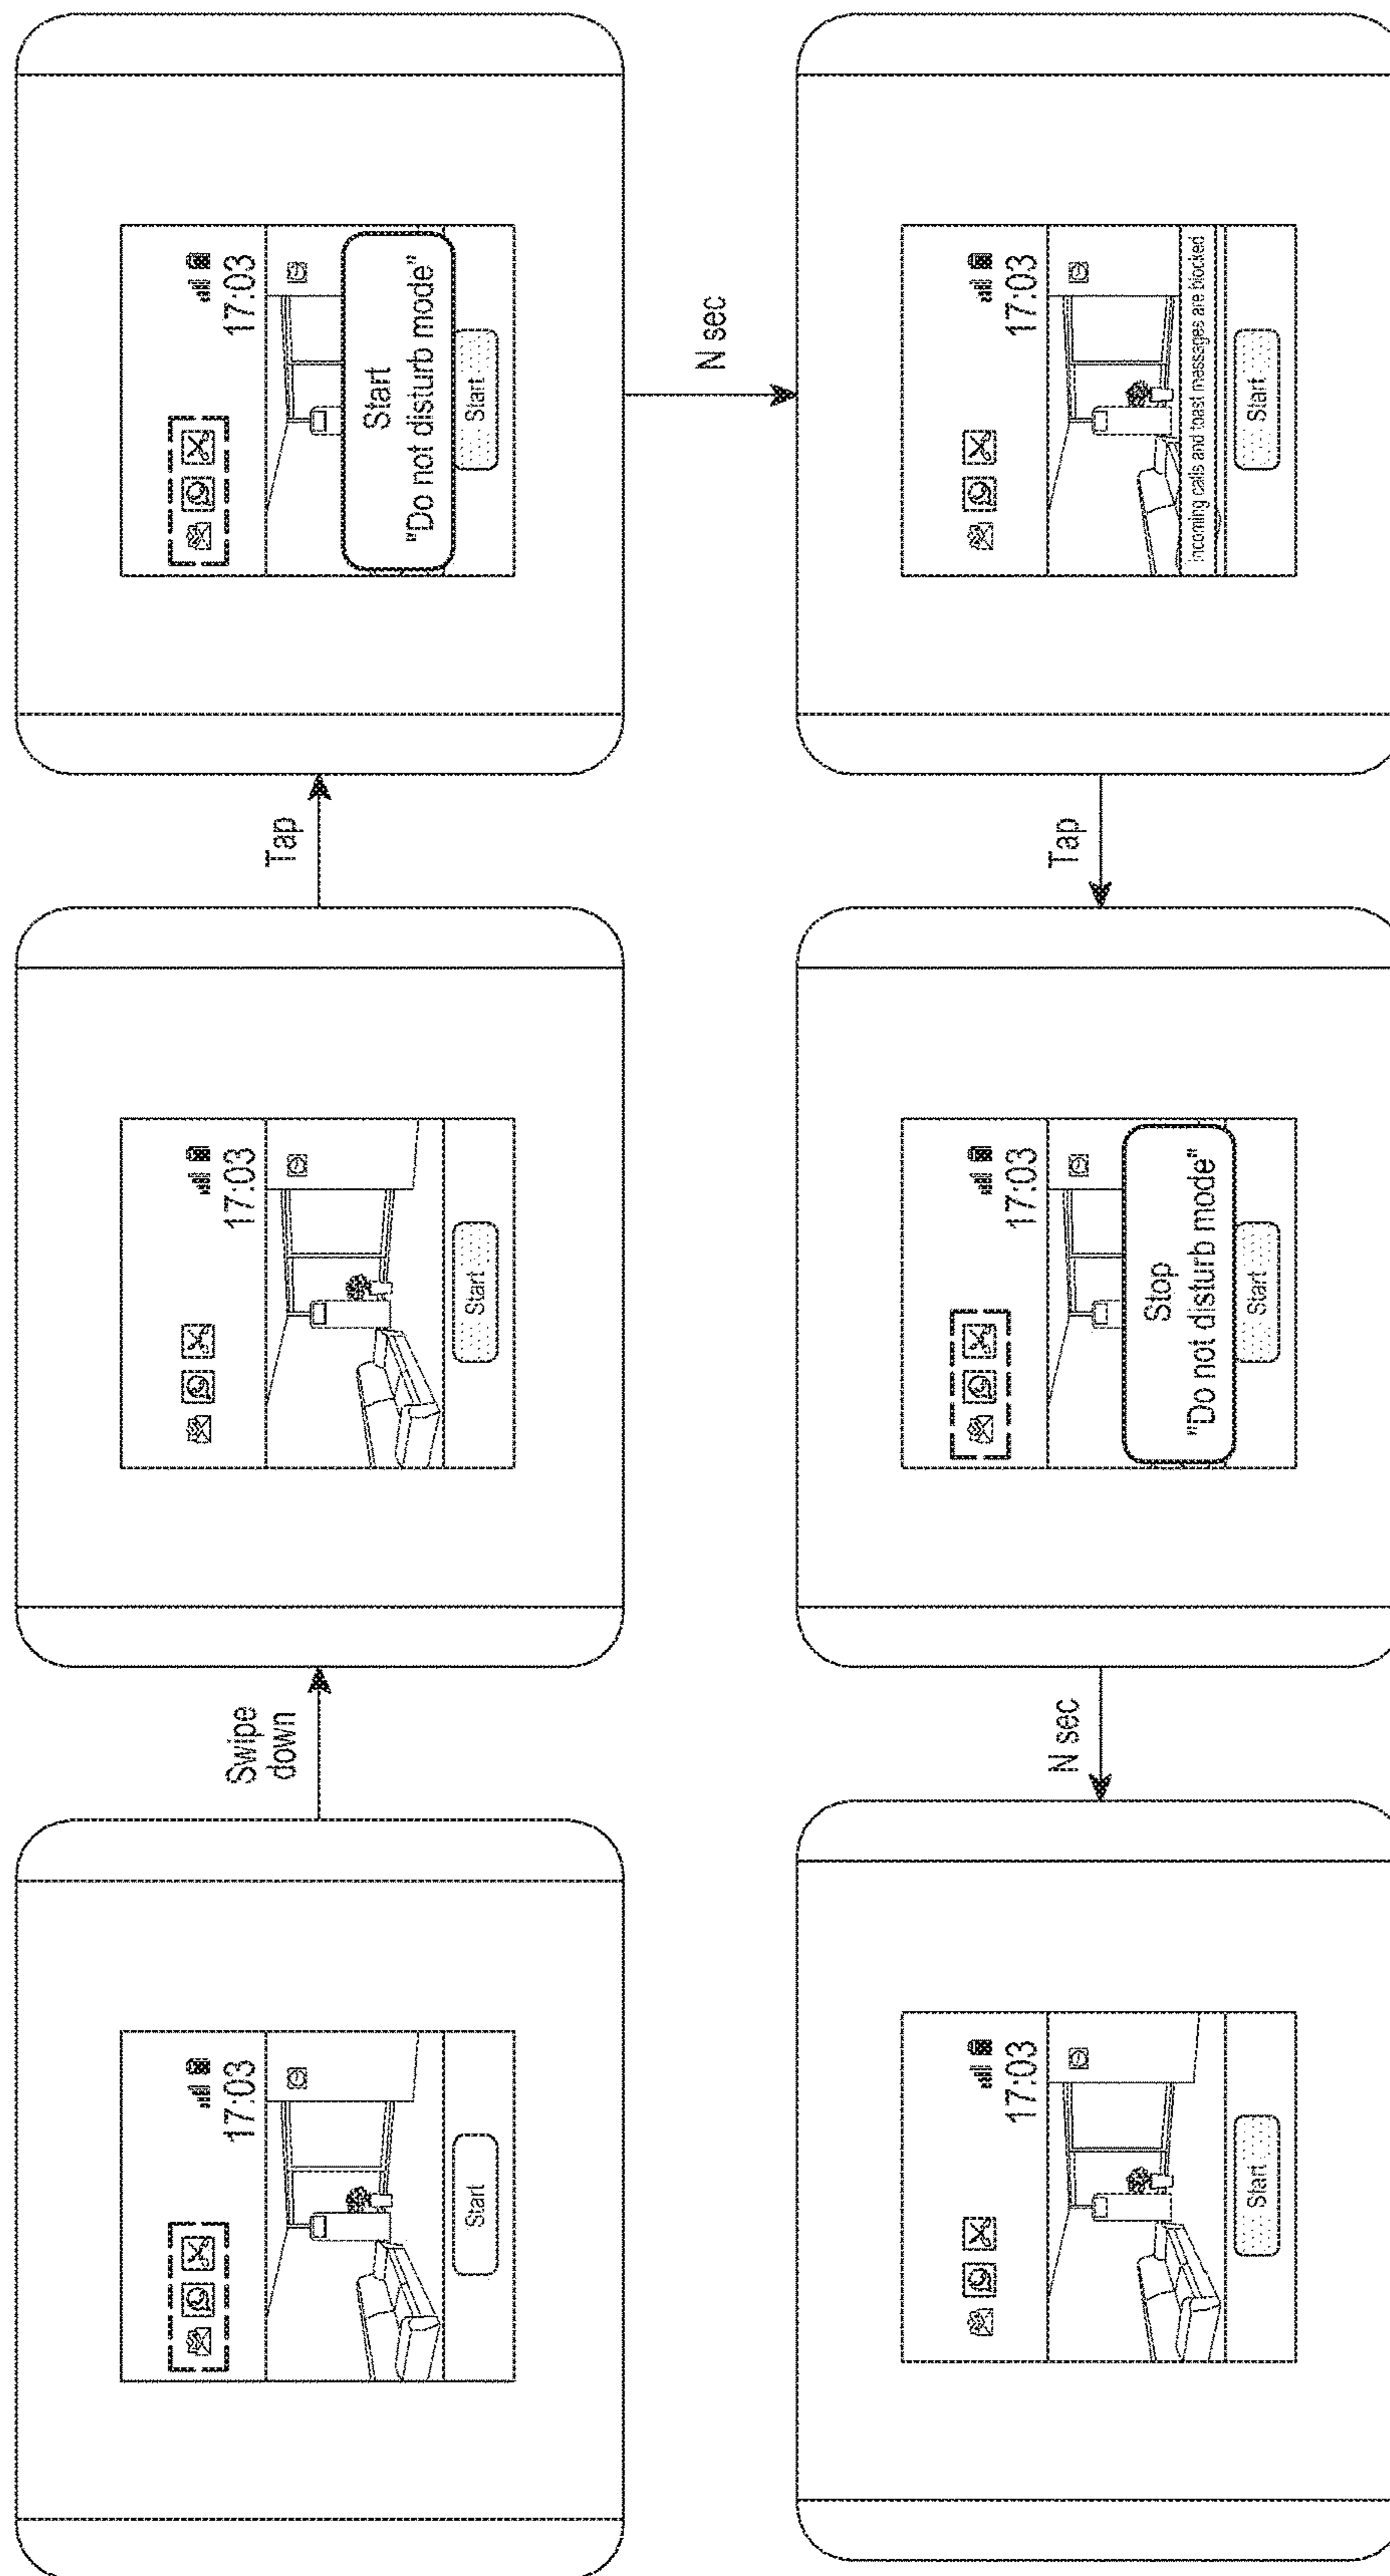 17:03
Start
Swipe
down
17:03
Start
Tap
17:03
Start
"Do not disturb mode"
Start
N sec
17:03
Incoming calls and toast massages are blocked
Start
Tap
17:03
Stop
"Do not disturb mode"
Start
N sec
17:03
Start